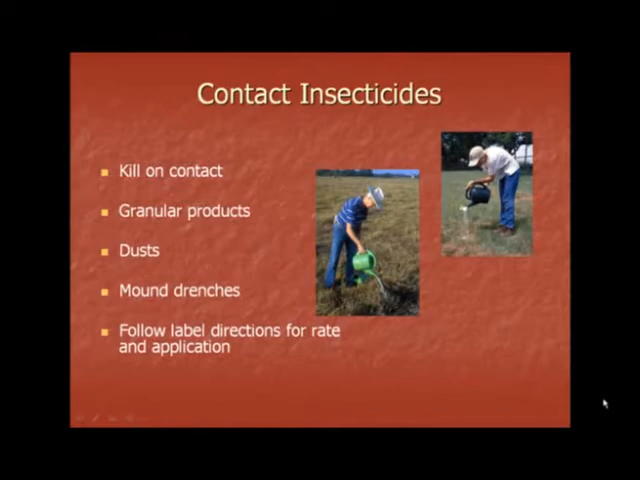 Contact Insecticides
Kill on contact
Granular products
Dusts
Mound drenches
Follow label directions for rate
and application